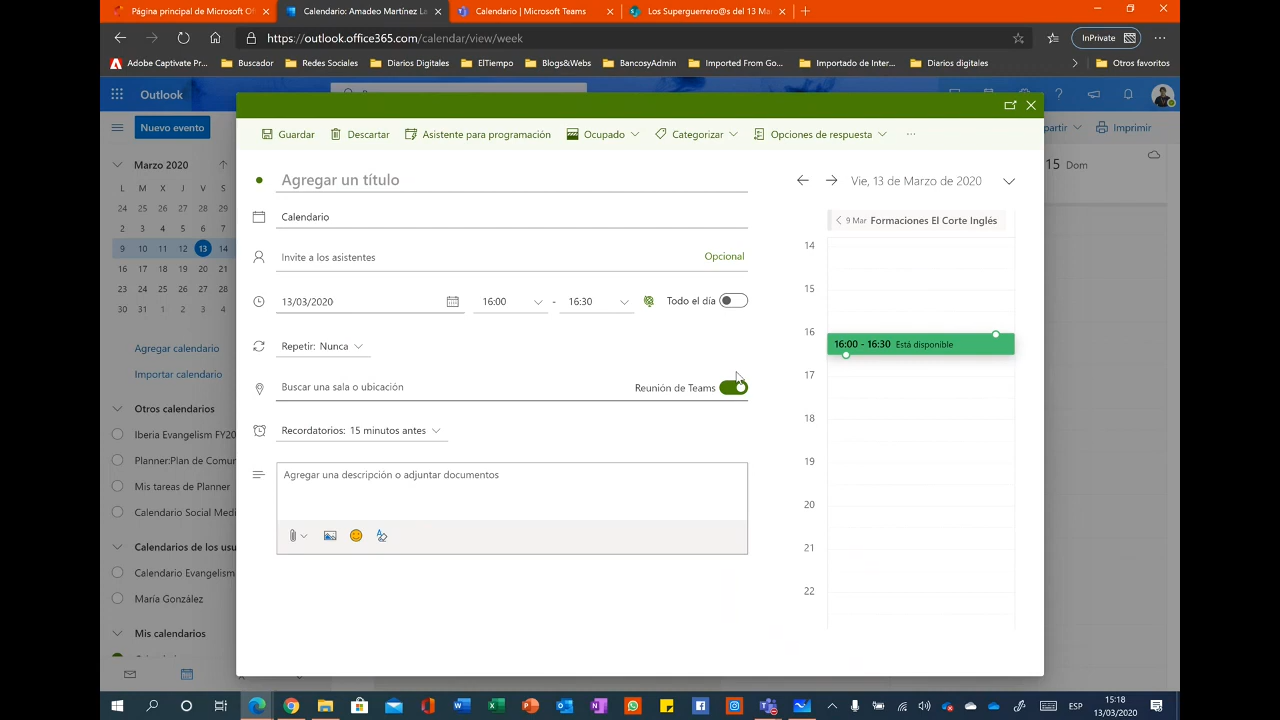 Página principal de Microsoft Of
Calendario: Amadeo Martínez La
Calendario | Microsoft Teams
Los Superguerrero@s del 13 Ma
https://outlook.office365.com/calendar/view/week
InPrivate
Adobe Captivate Pr...
Buscador
Redes Sociales
Diarios Digitales
ElTiempo
Blogs&Webs
BancosyAdmin
Imported From Go...
Importado de Inter...
Diarios digitales
Otros favoritos
Outlook
Nuevo evento
partir
Imprimir
Guardar
Descartar
Asistente para programación
Ocupado
Categorizar
Opciones de respuesta
...
Marzo 2020
L M M J V S
24 25 26 27 28 29
2 3 4 5 6 7
9 10 11 12 13 14
16 17 18 19 20 21
23 24 25 26 27 28
30 31 1 2 3 4
Agregar calendario
Importar calendario
Otros calendarios
Iberia Evangelism FY20
Planner:Plan de Comu
Mis tareas de Planner
Calendario Social Medi
Calendarios de los usu
Calendario Evangelism
María González
Mis calendarios
Agregar un título
Calendario
Invite a los asistentes
Opcional
13/03/2020
16:00 - 16:30
Todo el día
Repetir: Nunca
Buscar una sala o ubicación
Reunión de Teams
Recordatorios: 15 minutos antes
Agregar una descripción o adjuntar documentos
Vie, 13 de Marzo de 2020
9 Mar Formaciones El Corte Inglés
14
15
16
16:00 - 16:30 Está disponible
17
18
19
20
21
22
15 Dom
ESP
15:18
13/03/2020